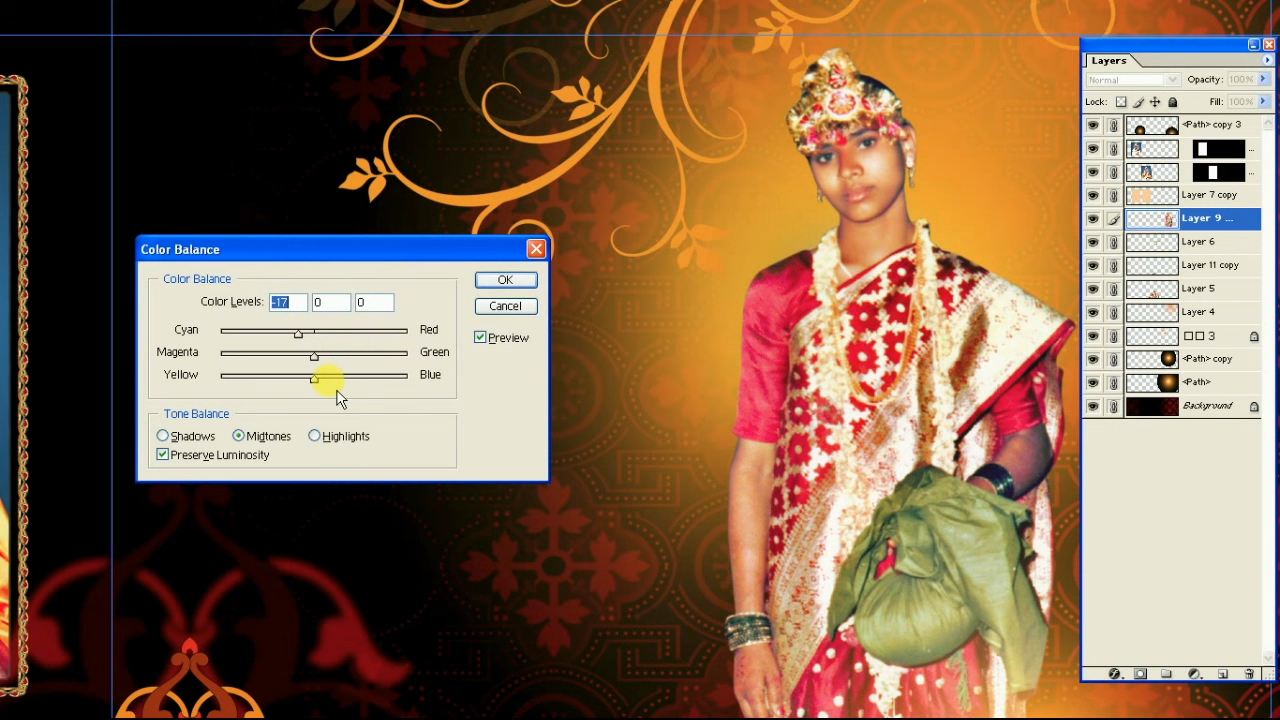 Color Balance
Color Balance
Color Levels: -17 0 0
Cyan Red
Magenta Green
Yellow Blue
Tone Balance
Shadows Midtones Highlights
Preserve Luminosity
OK
Cancel
Preview
Layers
Normal Opacity: 100%
Lock: Fill: 100%
<Path> copy 3
...
...
Layer 7 copy
Layer 9 ...
Layer 6
Layer 11 copy
Layer 5
Layer 4
□□ 3
<Path> copy
<Path>
Background